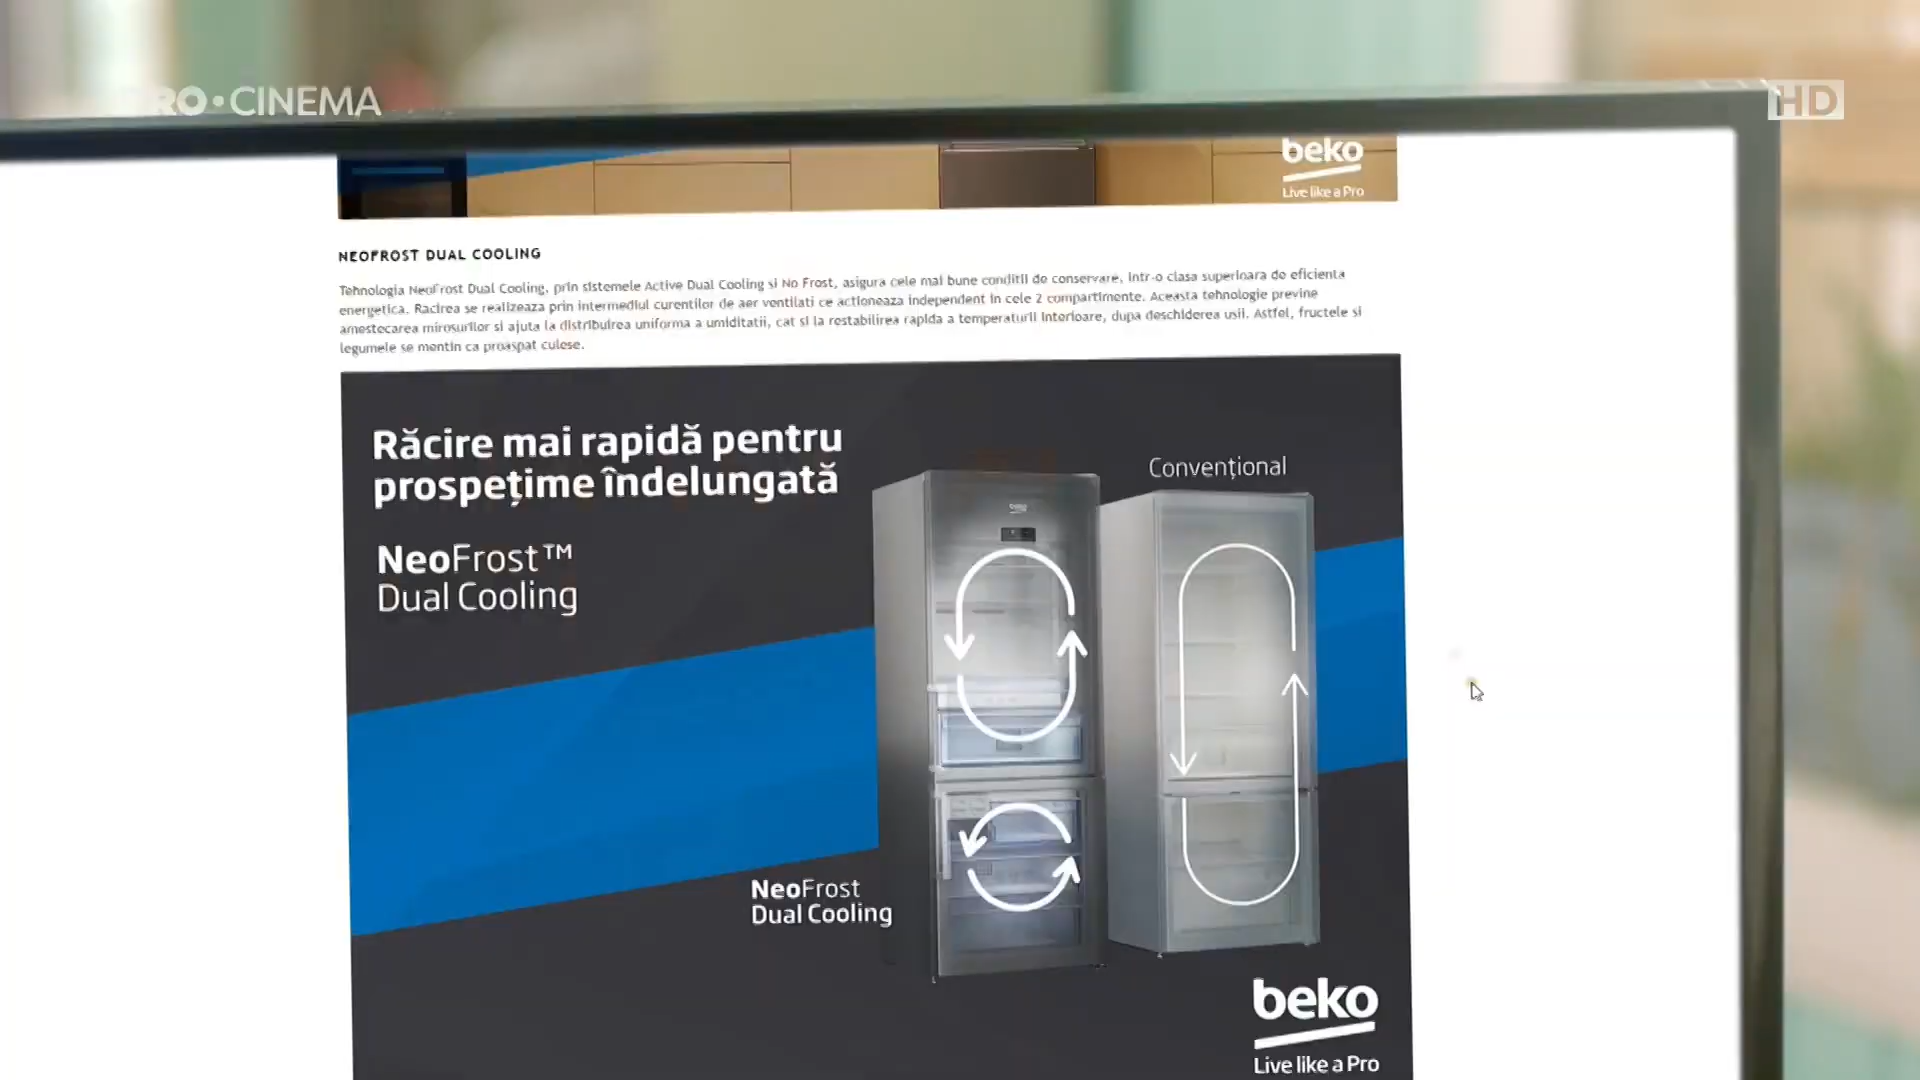 PRO•CINEMA
HD
beko
Live like a Pro
NEOFROST DUAL COOLING
Tehnologia NeoFrost Dual Cooling, prin sistemele Active Dual Cooling si No Frost, asigura cele mai bune conditii de conservare, intr-o clasa superioara de eficienta
energetica. Racirea se realizeaza prin intermediul curentilor de aer ventilati ce actioneaza independent in cele 2 compartimente. Aceasta tehnologie previne
amestecarea mirosurilor si ajuta la distribuirea uniforma a umiditatii, cat si la restabilirea rapida a temperaturii interioare, dupa deschiderea usii. Astfel, fructele si
legumele se mentin ca proaspat culese.
Răcire mai rapidă pentru
prospețime îndelungată
NeoFrost™
Dual Cooling
Convențional
beko
NeoFrost
Dual Cooling
beko
Live like a Pro